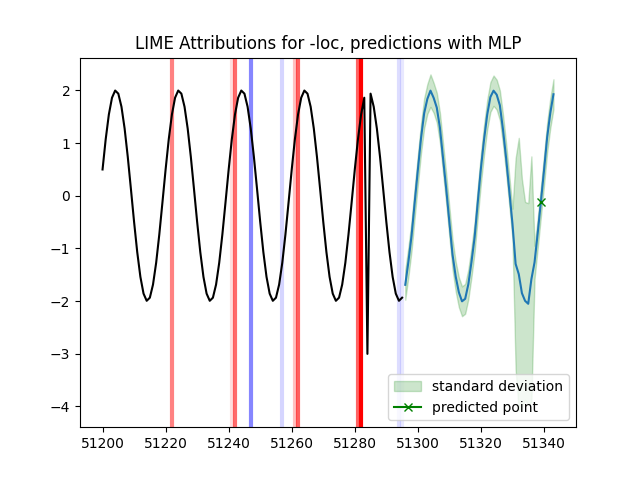 LIME Attributions for -loc, predictions with MLP
2
1
0
−1
−2
−3
−4
standard deviation
predicted point
51200 51220 51240 51260 51280 51300 51320 51340